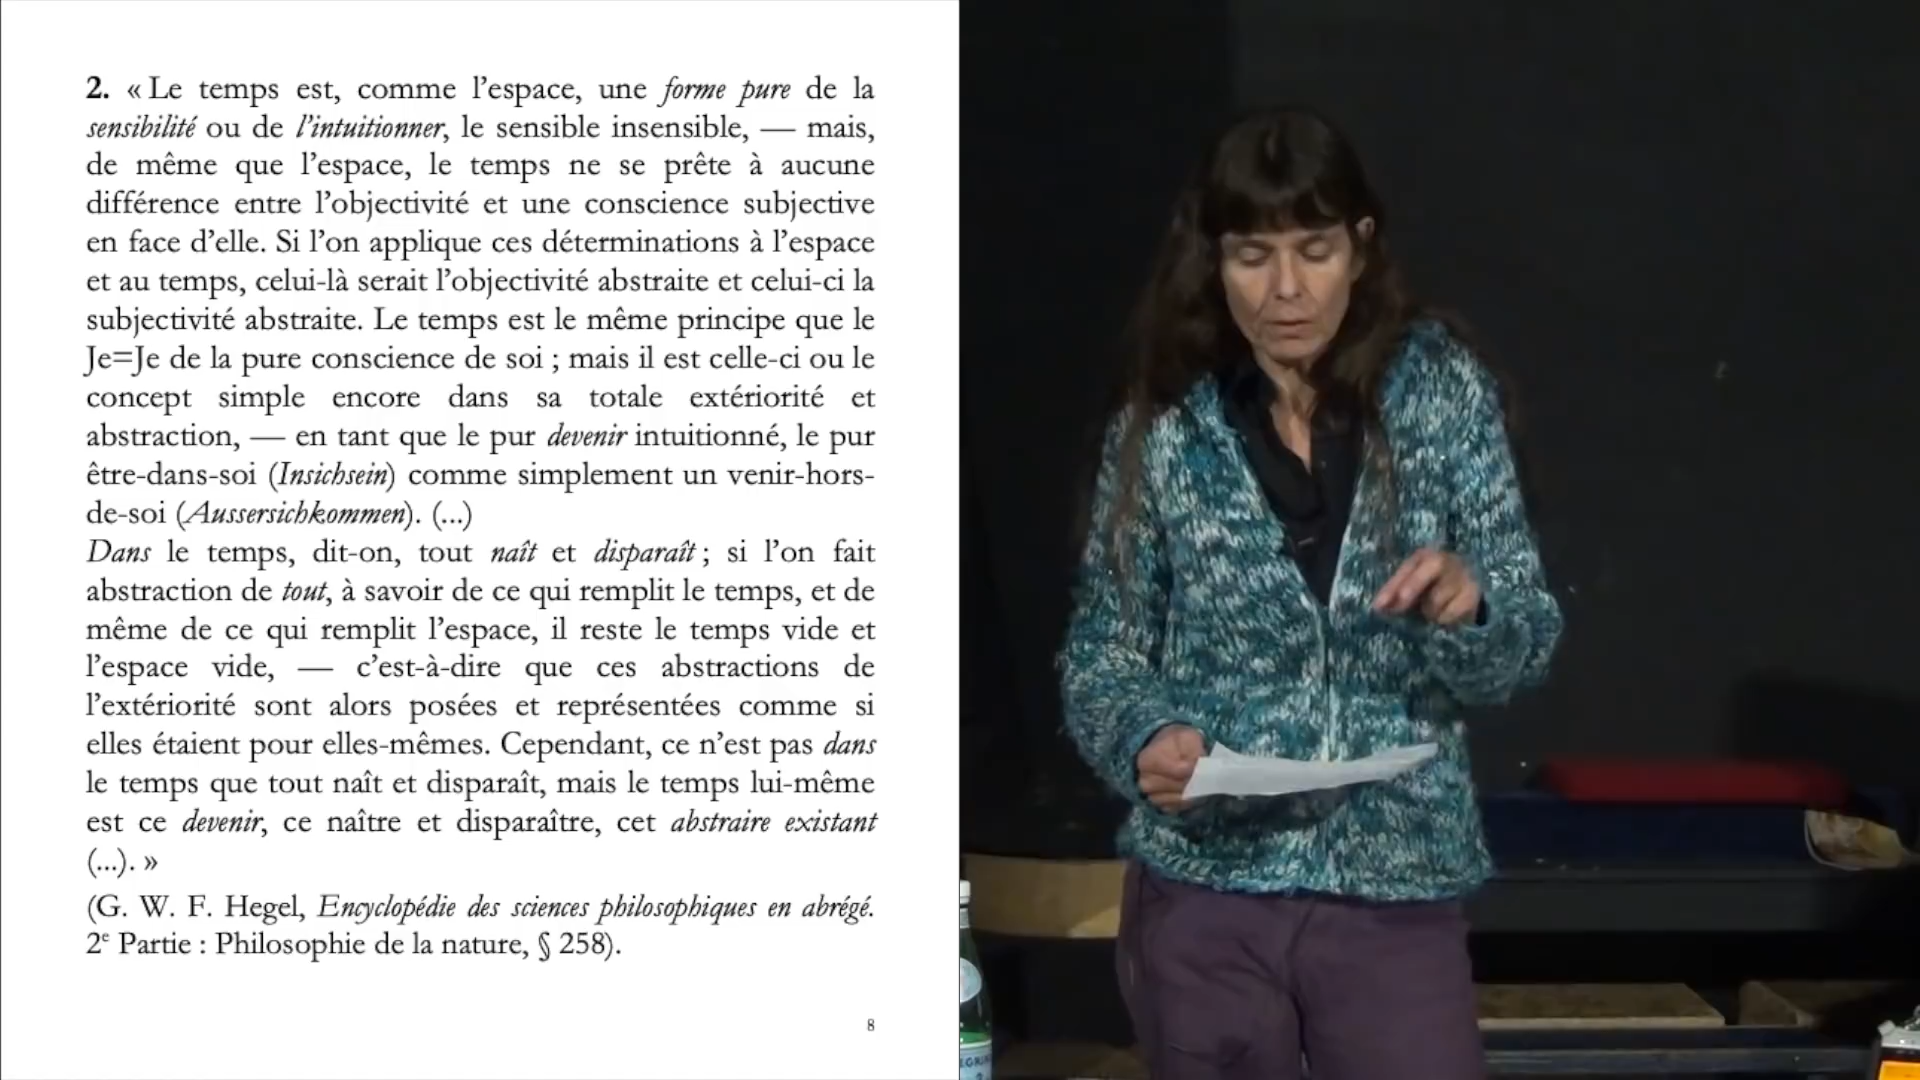 2. « Le temps est, comme l’espace, une forme pure de la
sensibilité ou de l’intuitionner, le sensible insensible, — mais,
de même que l’espace, le temps ne se prête à aucune
différence entre l’objectivité et une conscience subjective
en face d’elle. Si l’on applique ces déterminations à l’espace
et au temps, celui-là serait l’objectivité abstraite et celui-ci la
subjectivité abstraite. Le temps est le même principe que le
Je=Je de la pure conscience de soi ; mais il est celle-ci ou le
concept simple encore dans sa totale extériorité et
abstraction, — en tant que le pur devenir intuitionné, le pur
être-dans-soi (Insichsein) comme simplement un venir-hors-
de-soi (Aussersichkommen). (...)
Dans le temps, dit-on, tout naît et disparaît ; si l’on fait
abstraction de tout, à savoir de ce qui remplit le temps, et de
même de ce qui remplit l’espace, il reste le temps vide et
l’espace vide, — c’est-à-dire que ces abstractions de
l’extériorité sont alors posées et représentées comme si
elles étaient pour elles-mêmes. Cependant, ce n’est pas dans
le temps que tout naît et disparaît, mais le temps lui-même
est ce devenir, ce naître et disparaître, cet abstraire existant
(...). »
(G. W. F. Hegel, Encyclopédie des sciences philosophiques en abrégé.
2e Partie : Philosophie de la nature, § 258).
8